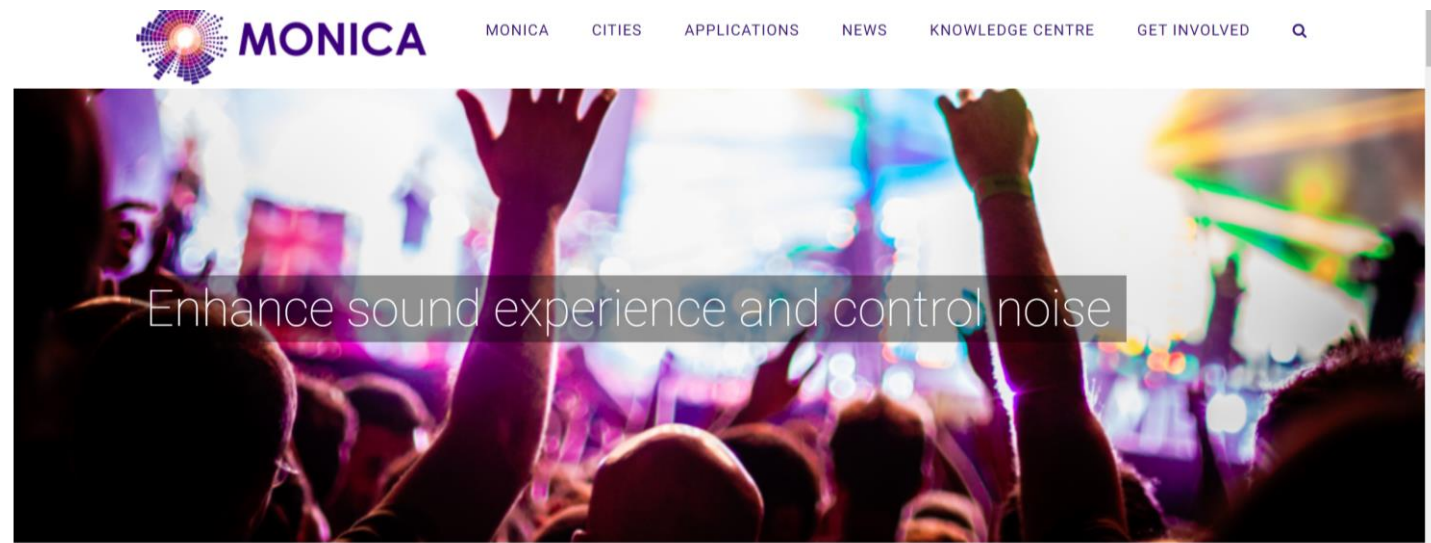 MONICA
MONICA CITIES APPLICATIONS NEWS KNOWLEDGE CENTRE GET INVOLVED
Enhance sound experience and control noise